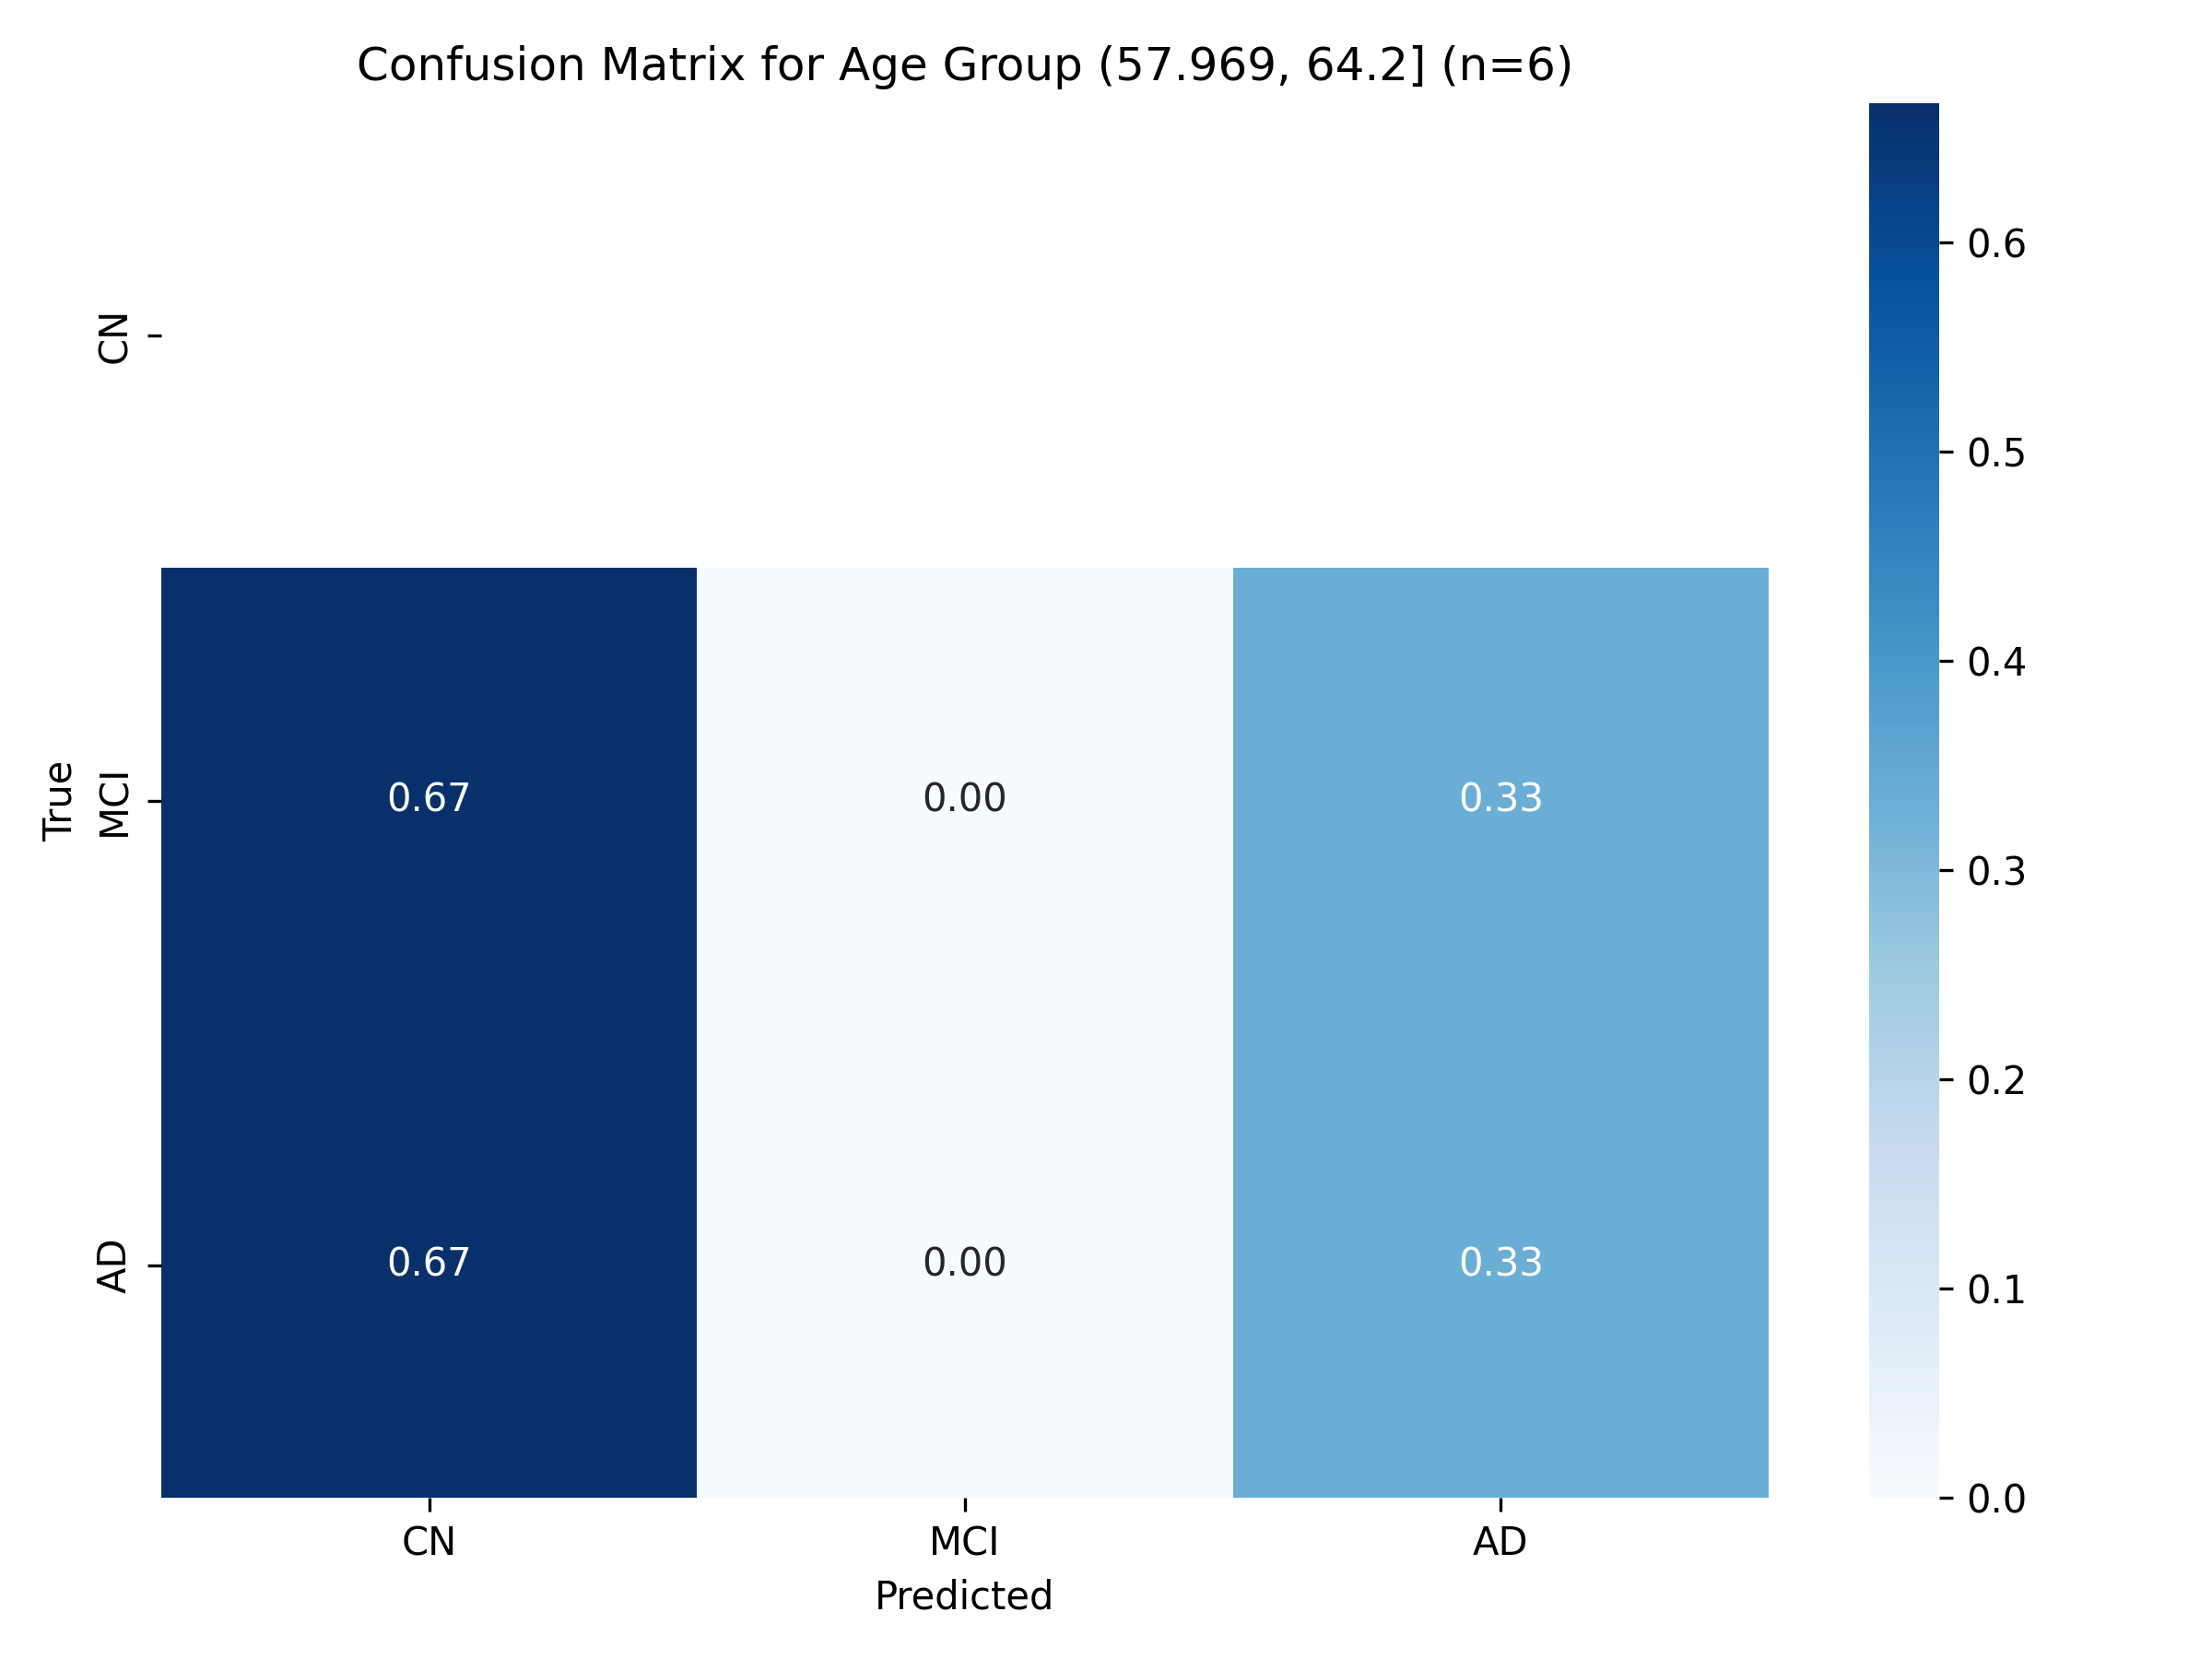 Confusion Matrix for Age Group (57.969, 64.2] (n=6)
CN
MCI
AD
True
0.67 0.00 0.33
0.67 0.00 0.33
CN MCI AD
Predicted
0.6
0.5
0.4
0.3
0.2
0.1
0.0